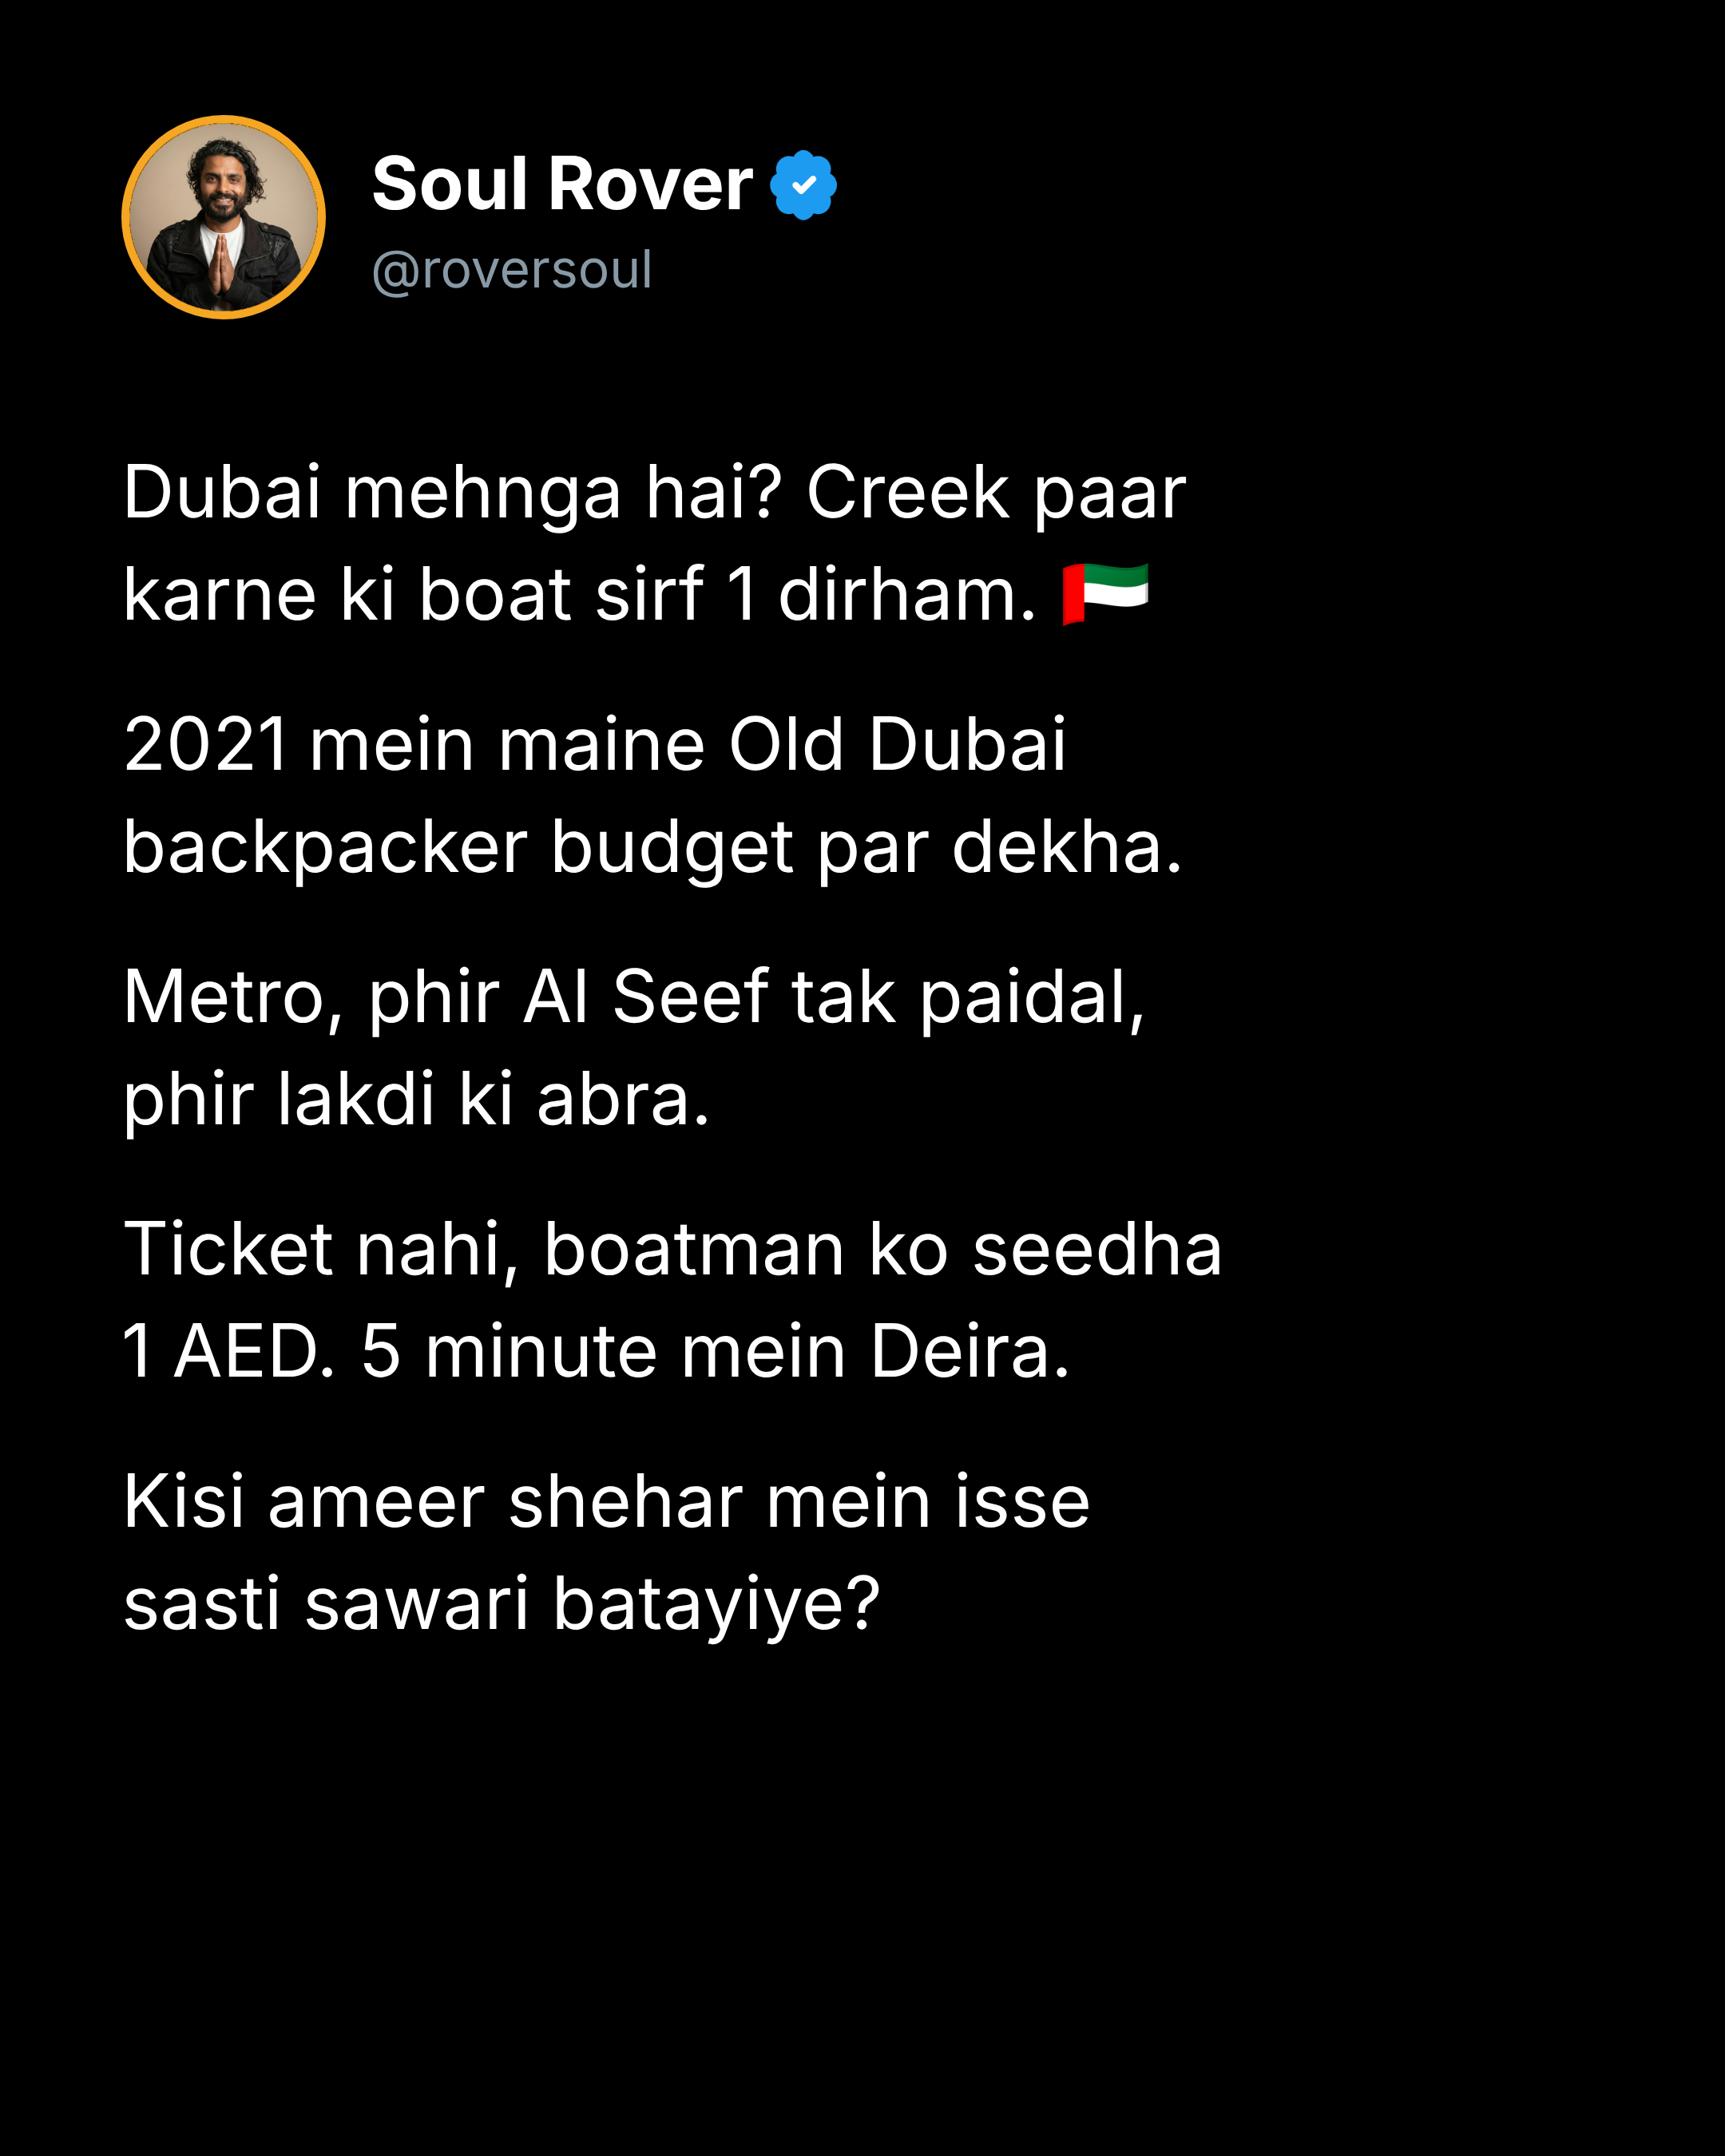 Soul Rover
@roversoul
Dubai mehnga hai? Creek paar
karne ki boat sirf 1 dirham. 🇦🇪
2021 mein maine Old Dubai
backpacker budget par dekha.
Metro, phir Al Seef tak paidal,
phir lakdi ki abra.
Ticket nahi, boatman ko seedha
1 AED. 5 minute mein Deira.
Kisi ameer shehar mein isse
sasti sawari batayiye?